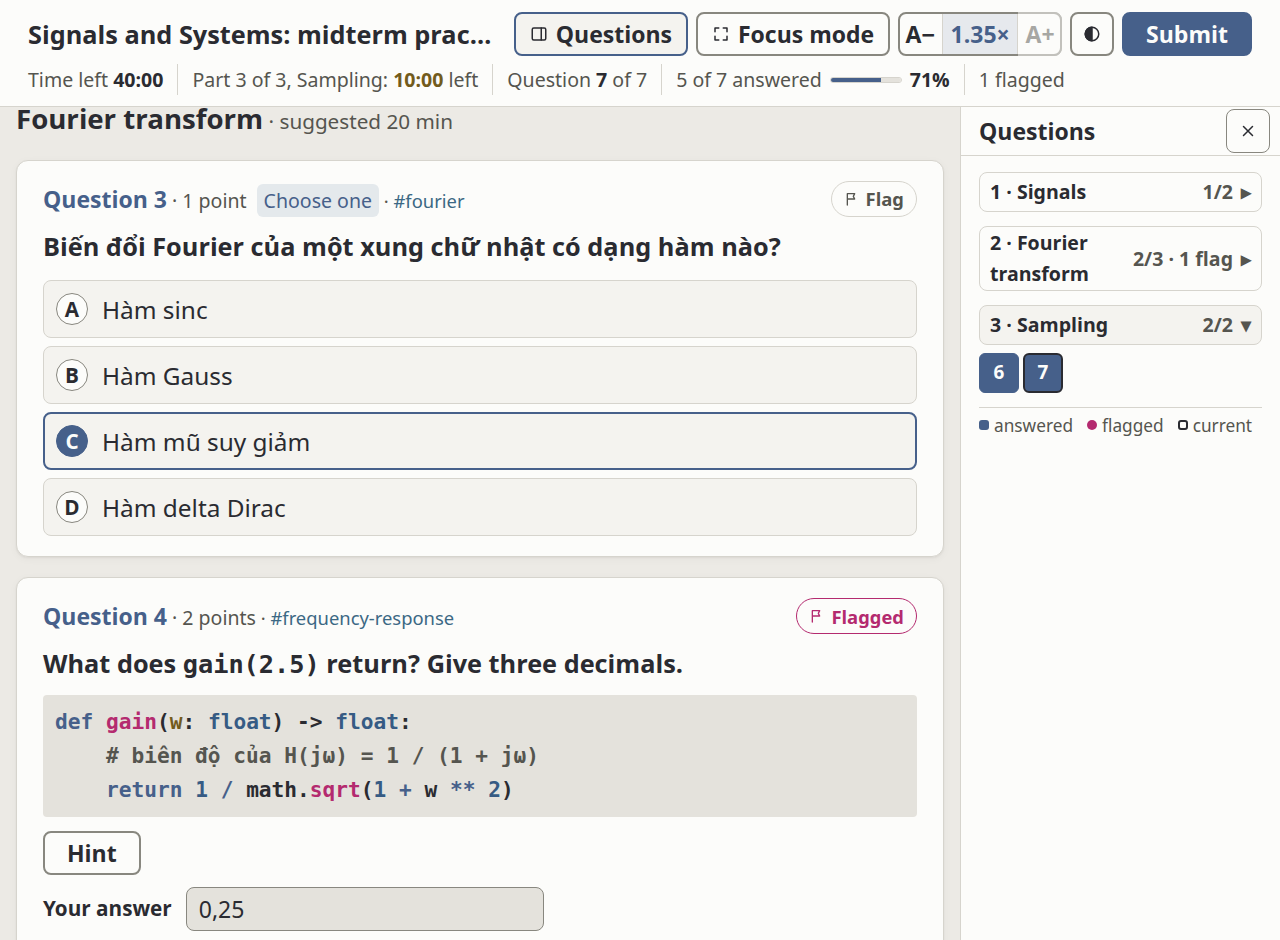 Signals and Systems: midterm prac...
Questions
Focus mode
A−
1.35×
A+
Submit
Time left 40:00
Part 3 of 3, Sampling: 10:00 left
Question 7 of 7
5 of 7 answered
71%
1 flagged
Fourier transform · suggested 20 min
Question 3 · 1 point Choose one · #fourier
Flag
Biến đổi Fourier của một xung chữ nhật có dạng hàm nào?
A Hàm sinc
B Hàm Gauss
C Hàm mũ suy giảm
D Hàm delta Dirac
Question 4 · 2 points · #frequency-response
Flagged
What does gain(2.5) return? Give three decimals.
def gain(w: float) -> float:
    # biên độ của H(jω) = 1 / (1 + jω)
    return 1 / math.sqrt(1 + w ** 2)
Hint
Your answer 0,25
Questions
×
1 · Signals 1/2 ▶
2 · Fourier transform 2/3 · 1 flag ▶
3 · Sampling 2/2 ▼
6 7
answered flagged current